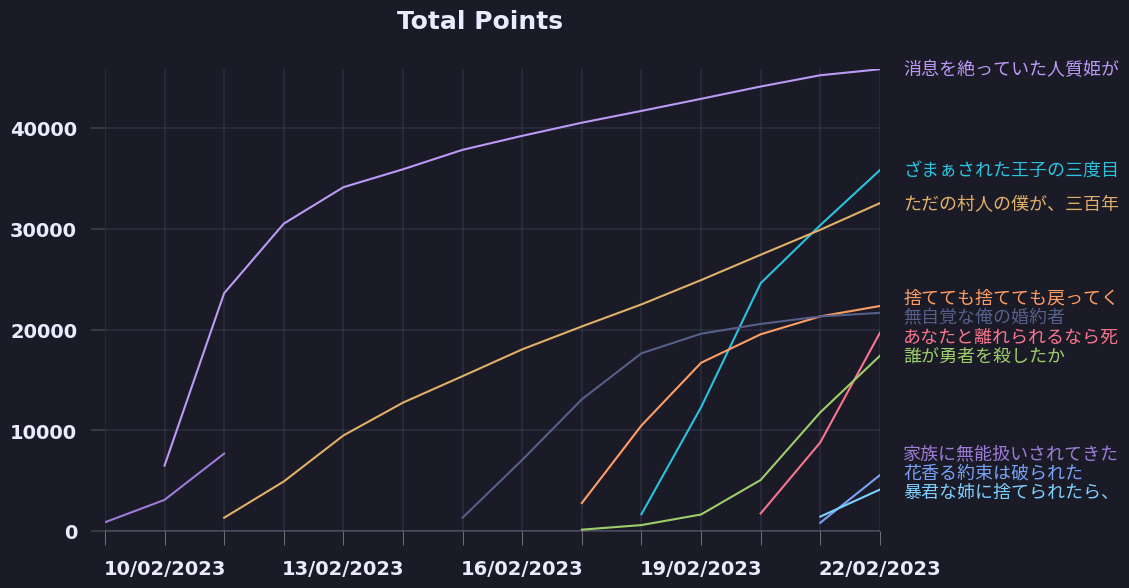 Total Points
40000
30000
20000
10000
0
10/02/2023
13/02/2023
16/02/2023
19/02/2023
22/02/2023
消息を絶っていた人質姫が
ざまぁされた王子の三度目
ただの村人の僕が、三百年
捨てても捨てても戻ってく
無自覚な俺の婚約者
あなたと離れられるなら死
誰が勇者を殺したか
家族に無能扱いされてきた
花香る約束は破られた
暴君な姉に捨てられたら、